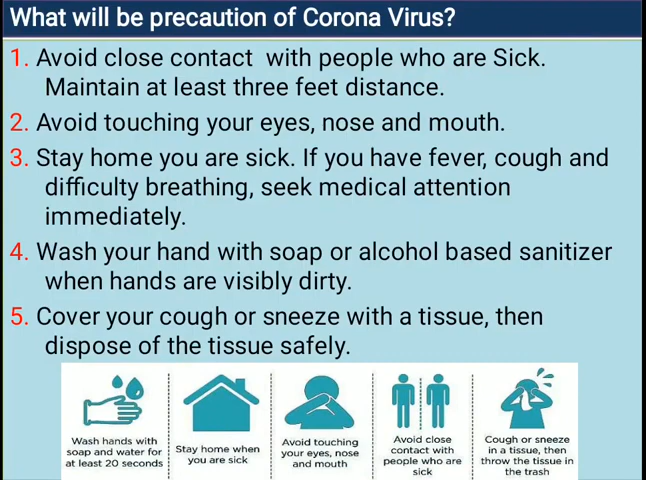 What will be precaution of Corona Virus?
1. Avoid close contact with people who are Sick.
Maintain at least three feet distance.
2. Avoid touching your eyes, nose and mouth.
3. Stay home you are sick. If you have fever, cough and
difficulty breathing, seek medical attention
immediately.
4. Wash your hand with soap or alcohol based sanitizer
when hands are visibly dirty.
5. Cover your cough or sneeze with a tissue, then
dispose of the tissue safely.
Wash hands with
soap and water for
at least 20 seconds
Stay home when
you are sick
Avoid touching
your eyes, nose
and mouth
Avoid close
contact with
people who are
sick
Cough or sneeze
in a tissue, then
throw the tissue in
the trash